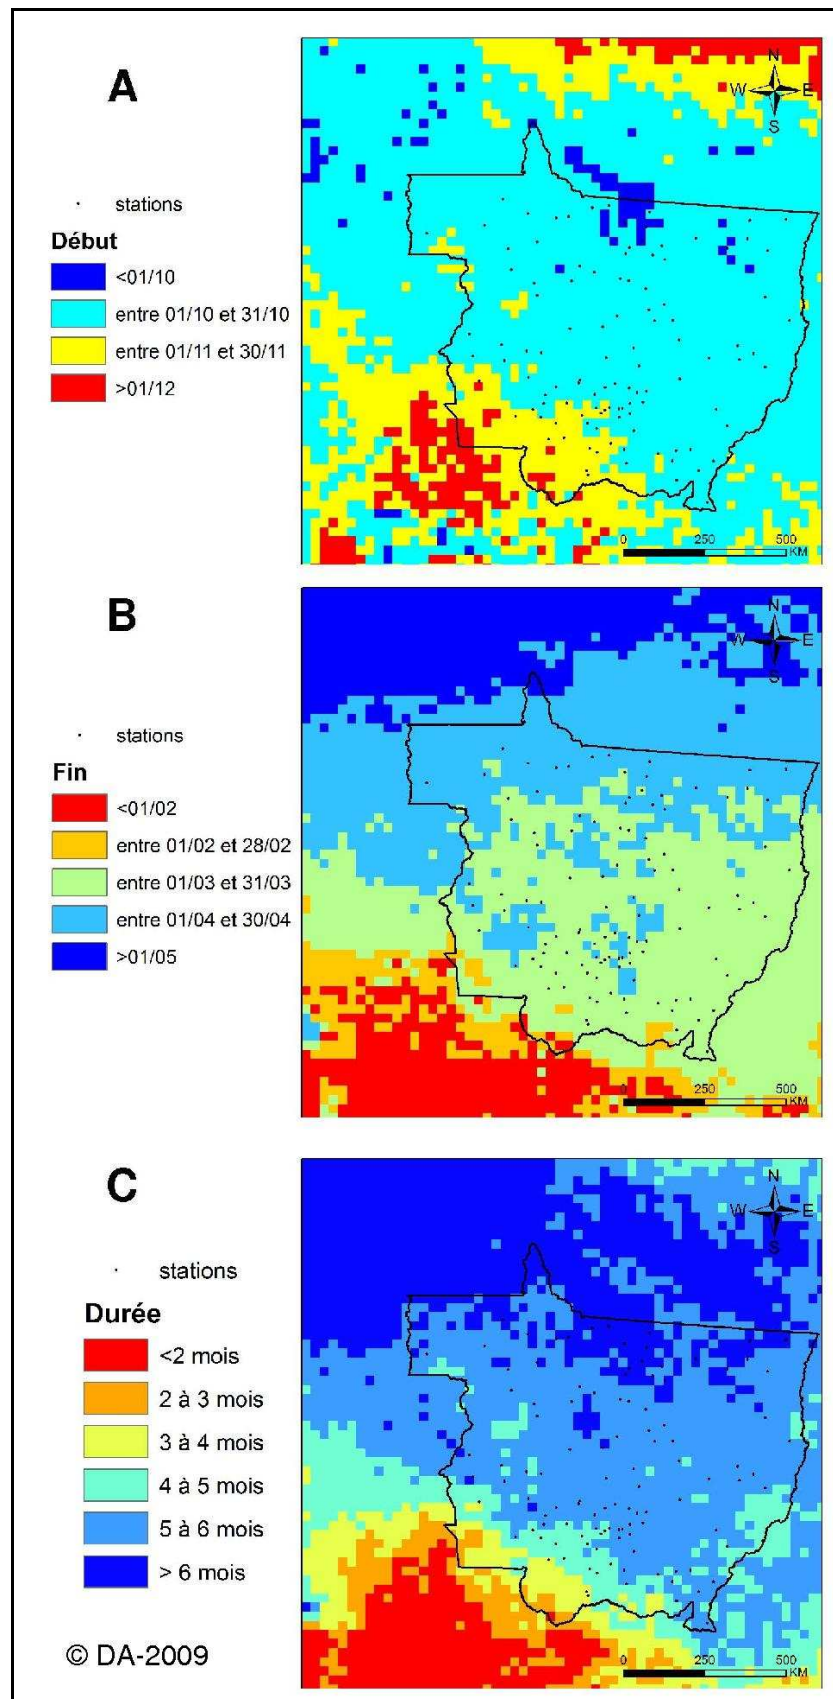 A
N
W E
S
stations
Début
<01/10
entre 01/10 et 31/10
entre 01/11 et 30/11
>01/12
0 250 500
KM
B
N
W E
S
stations
Fin
<01/02
entre 01/02 et 28/02
entre 01/03 et 31/03
entre 01/04 et 30/04
>01/05
0 250 500
KM
C
N
W E
S
stations
Durée
<2 mois
2 à 3 mois
3 à 4 mois
4 à 5 mois
5 à 6 mois
> 6 mois
© DA-2009
0 250 500
KM